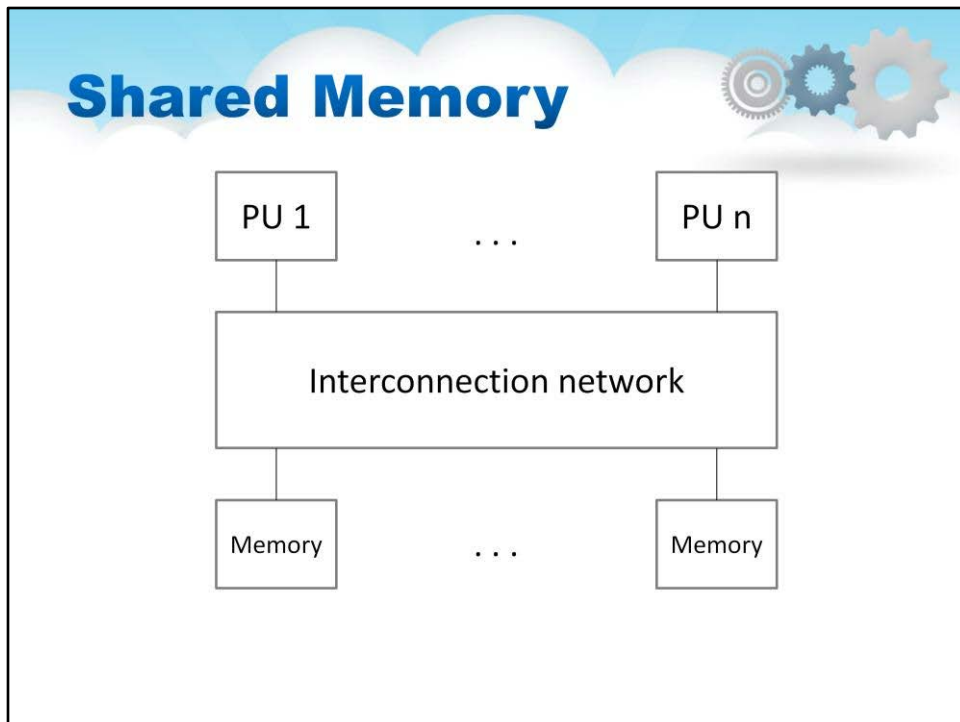 Shared Memory
PU 1
. . .
PU n
Interconnection network
Memory
. . .
Memory